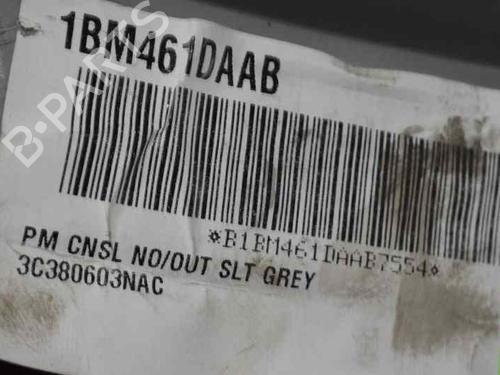 1BM461DAAB
B-PARTS
*B1BM461DAAB7554*
PM CNSL NO/OUT SLT GREY
3C380603NAC